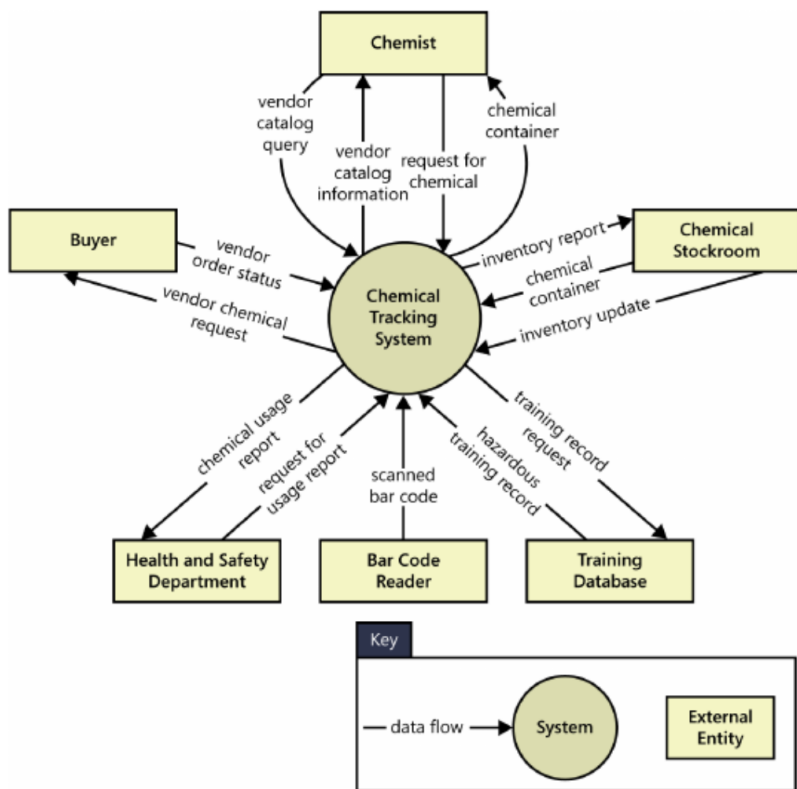 Chemist
vendor
catalog
query
vendor
catalog
information
request for
chemical
chemical
container
Buyer
vendor
order status
vendor chemical
request
Chemical
Tracking
System
inventory report
chemical
container
inventory update
Chemical
Stockroom
chemical usage
report
request for
usage report
scanned
bar code
hazardous
training record
training record
request
Health and Safety
Department
Bar Code
Reader
Training
Database
Key
data flow
System
External
Entity